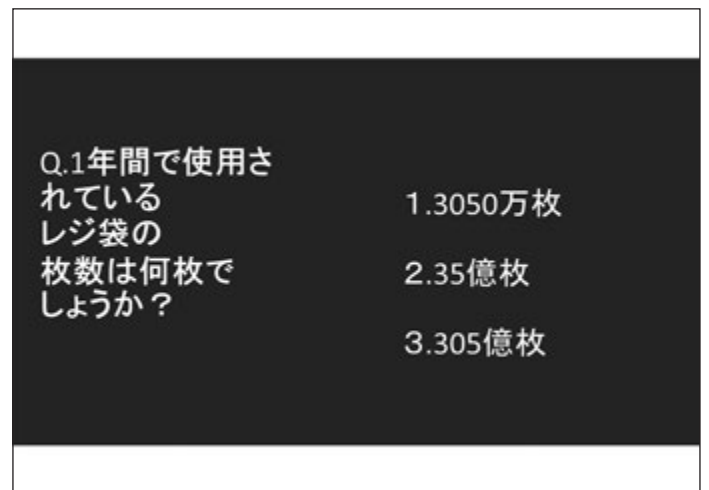 Q.1年間で使用さ
れている
レジ袋の
枚数は何枚で
しょうか？
1.3050万枚
２.35億枚
３.305億枚